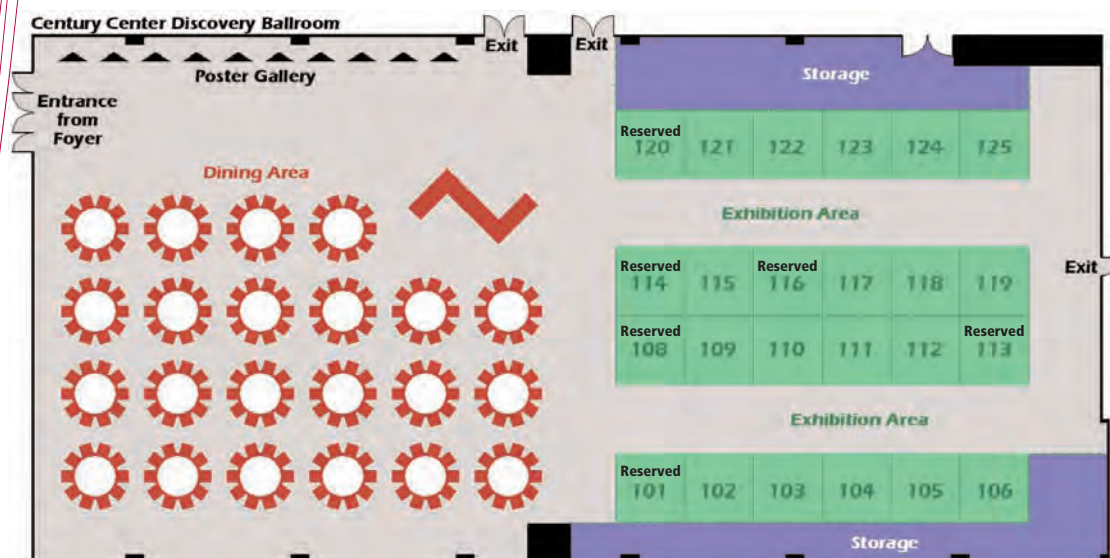 Century Center Discovery Ballroom
Exit
Exit
Poster Gallery
Storage
Entrance
from
Foyer
Reserved
120 121 122 123 124 125
Dining Area
Exhibition Area
Exit
Reserved Reserved
114 115 116 117 118 119
Reserved Reserved
108 109 110 111 112 113
Exhibition Area
Reserved
101 102 103 104 105 106
Storage